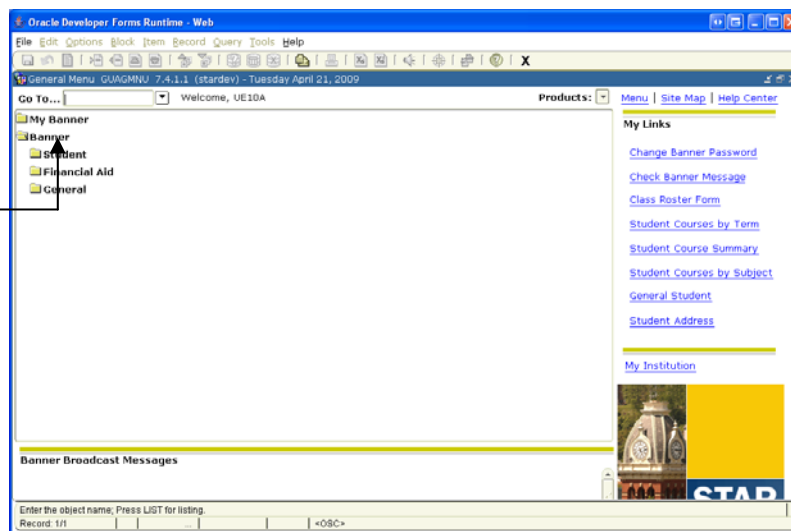 Oracle Developer Forms Runtime - Web
File Edit Options Block Item Record Query Tools Help
X
General Menu GUAGMNU 7.4.1.1 (stardev) - Tuesday April 21, 2009
Go To... Welcome, UE10A Products: Menu | Site Map | Help Center
My Banner
Banner
Student
Financial Aid
General
My Links
Change Banner Password
Check Banner Message
Class Roster Form
Student Courses by Term
Student Course Summary
Student Courses by Subject
General Student
Student Address
My Institution
STAR
Banner Broadcast Messages
Enter the object name; Press LIST for listing.
Record: 1/1 ... <OSC>